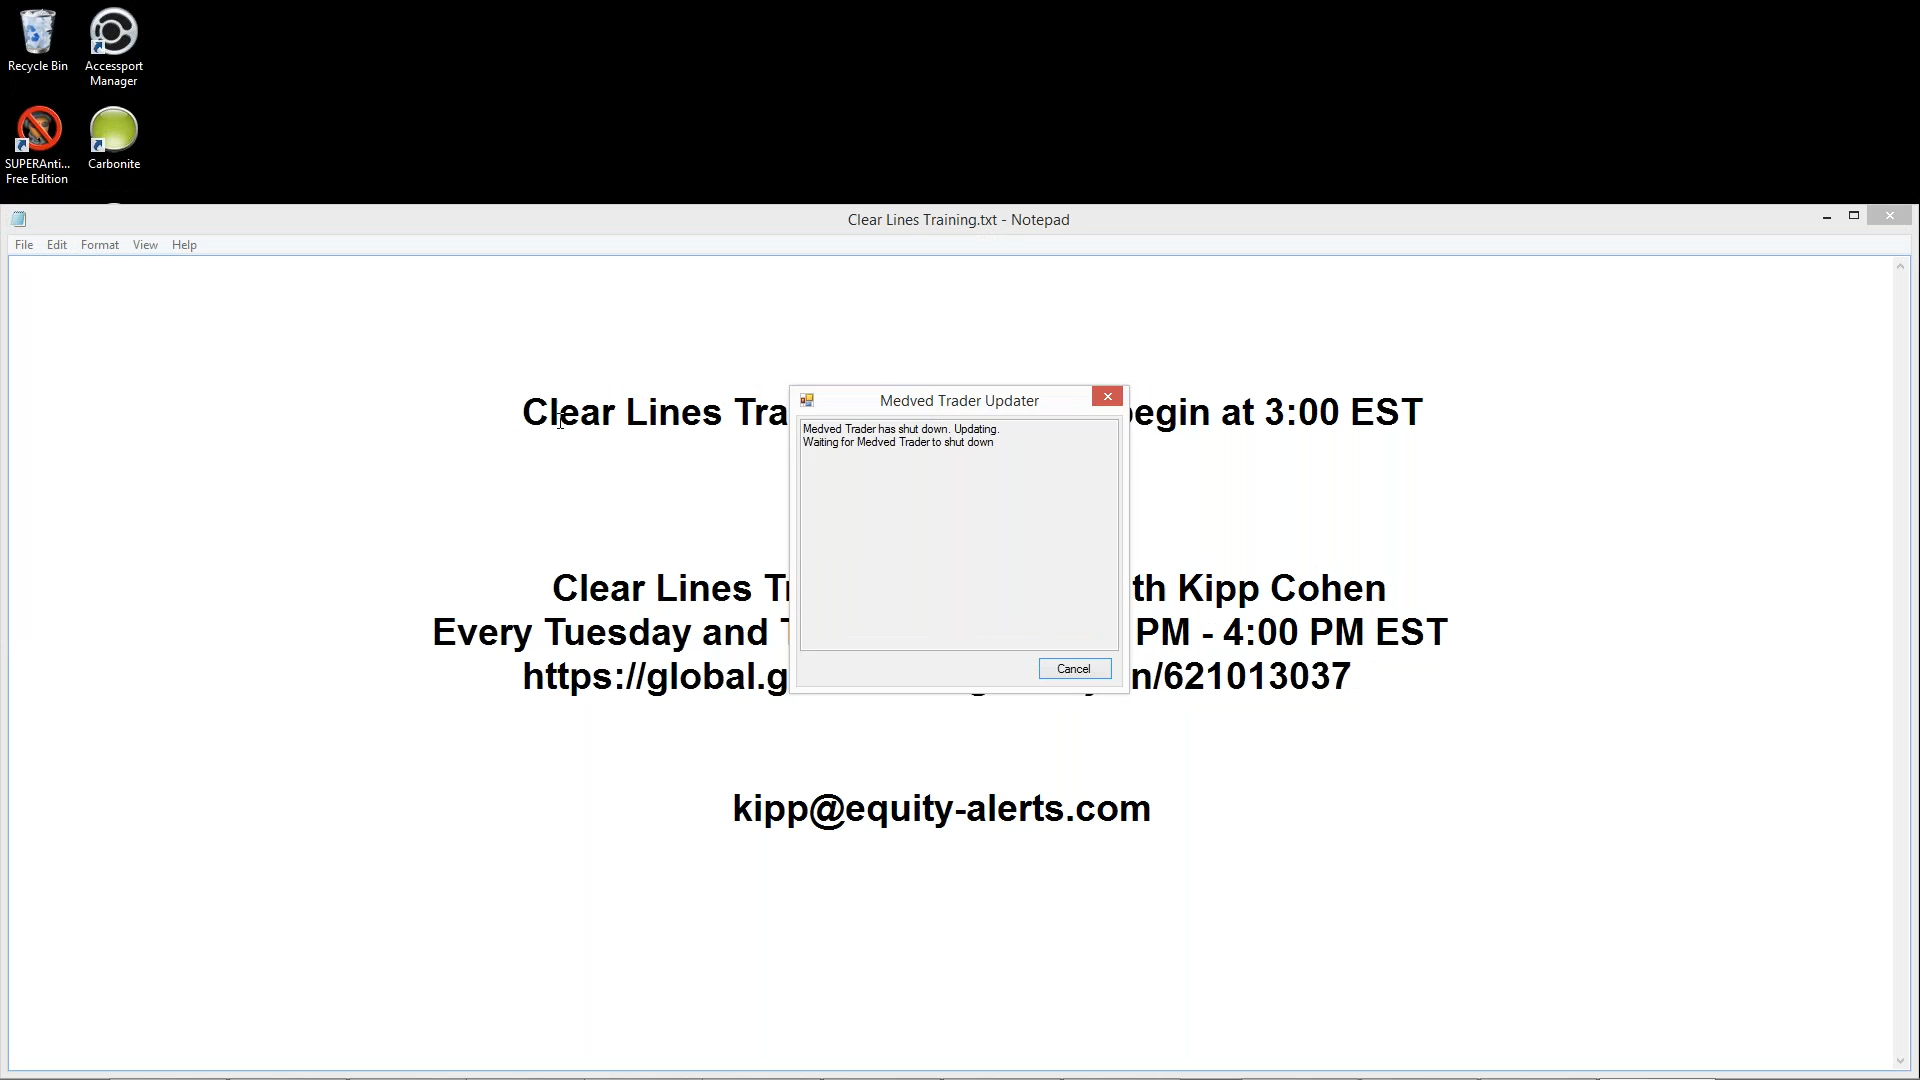 Recycle Bin
Accessport
Manager
SUPERAnti...
Free Edition
Carbonite
Clear Lines Training.txt - Notepad
File Edit Format View Help
Clear Lines Tra
begin at 3:00 EST
Medved Trader Updater
Medved Trader has shut down. Updating.
Waiting for Medved Trader to shut down
Cancel
Clear Lines Tr
th Kipp Cohen
Every Tuesday and T
PM - 4:00 PM EST
https://global.g
n/621013037
kipp@equity-alerts.com